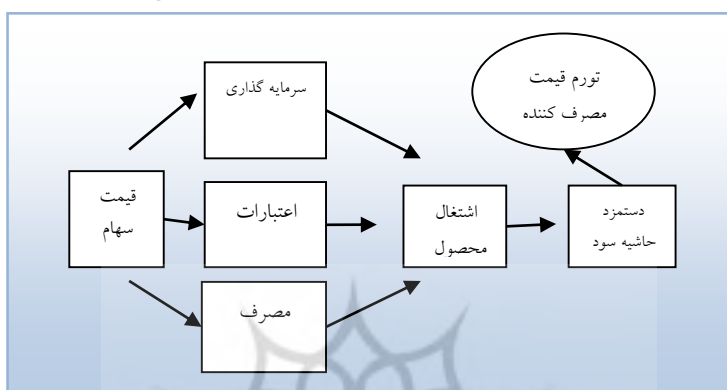 سرمایه گذاری
تورم قیمت
مصرف کننده
قیمت
سهام
اعتبارات
اشتغال
محصول
دستمزد
حاشیه سود
مصرف